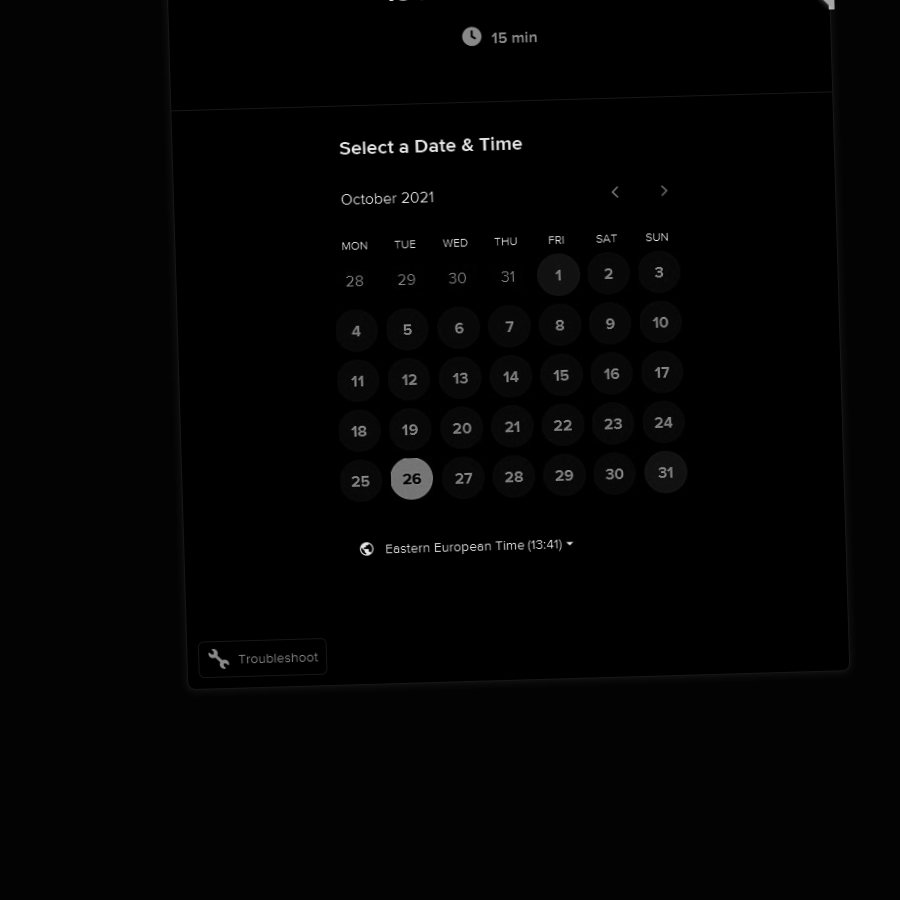 15 min
Select a Date & Time
October 2021
MON TUE WED THU FRI SAT SUN
28 29 30 31 1 2 3
4 5 6 7 8 9 10
11 12 13 14 15 16 17
18 19 20 21 22 23 24
25 26 27 28 29 30 31
Eastern European Time (13:41)
Troubleshoot